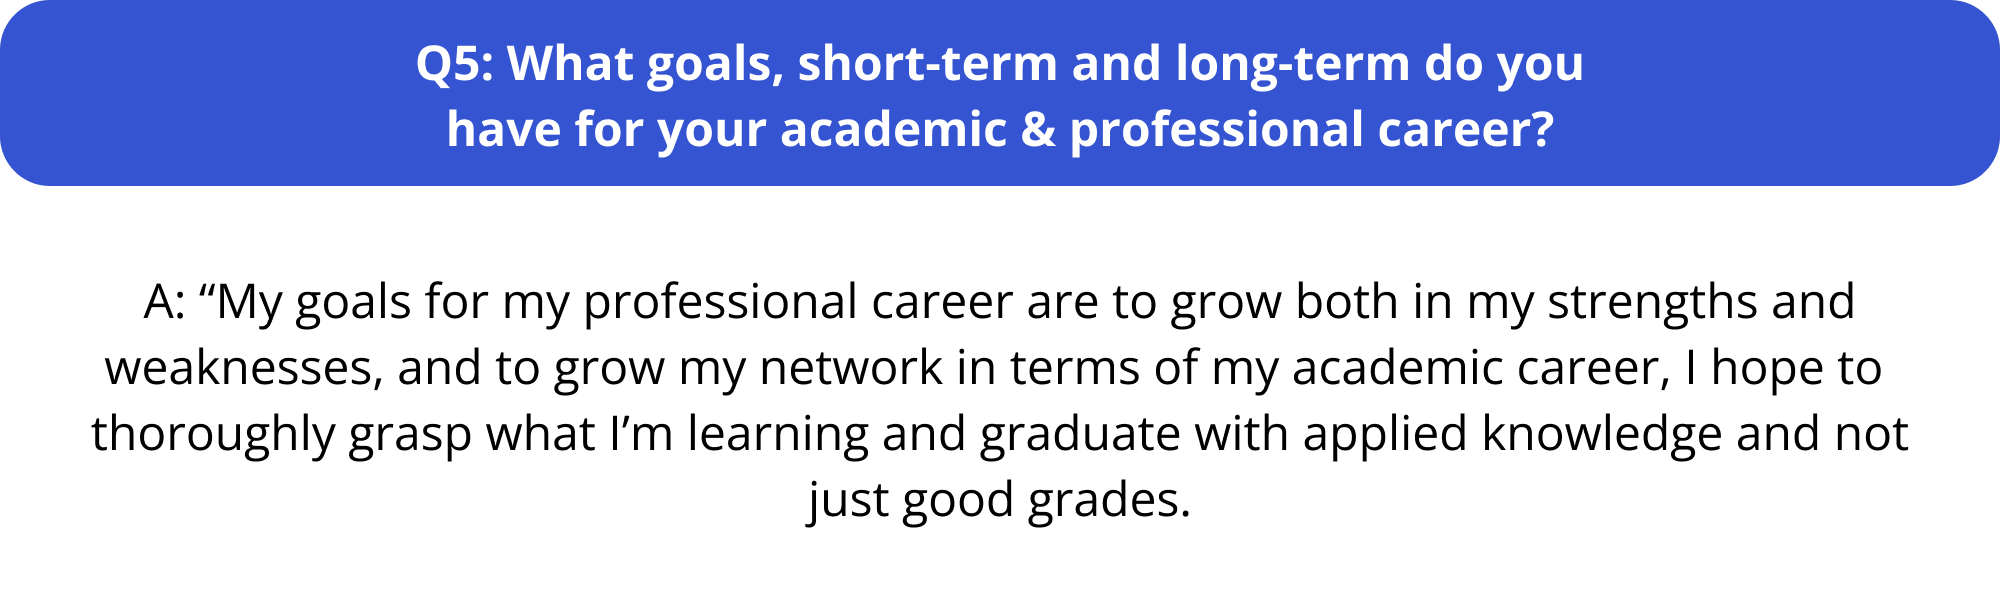 Q5: What goals, short-term and long-term do you
have for your academic & professional career?
A: “My goals for my professional career are to grow both in my strengths and
weaknesses, and to grow my network in terms of my academic career, I hope to
thoroughly grasp what I’m learning and graduate with applied knowledge and not
just good grades.